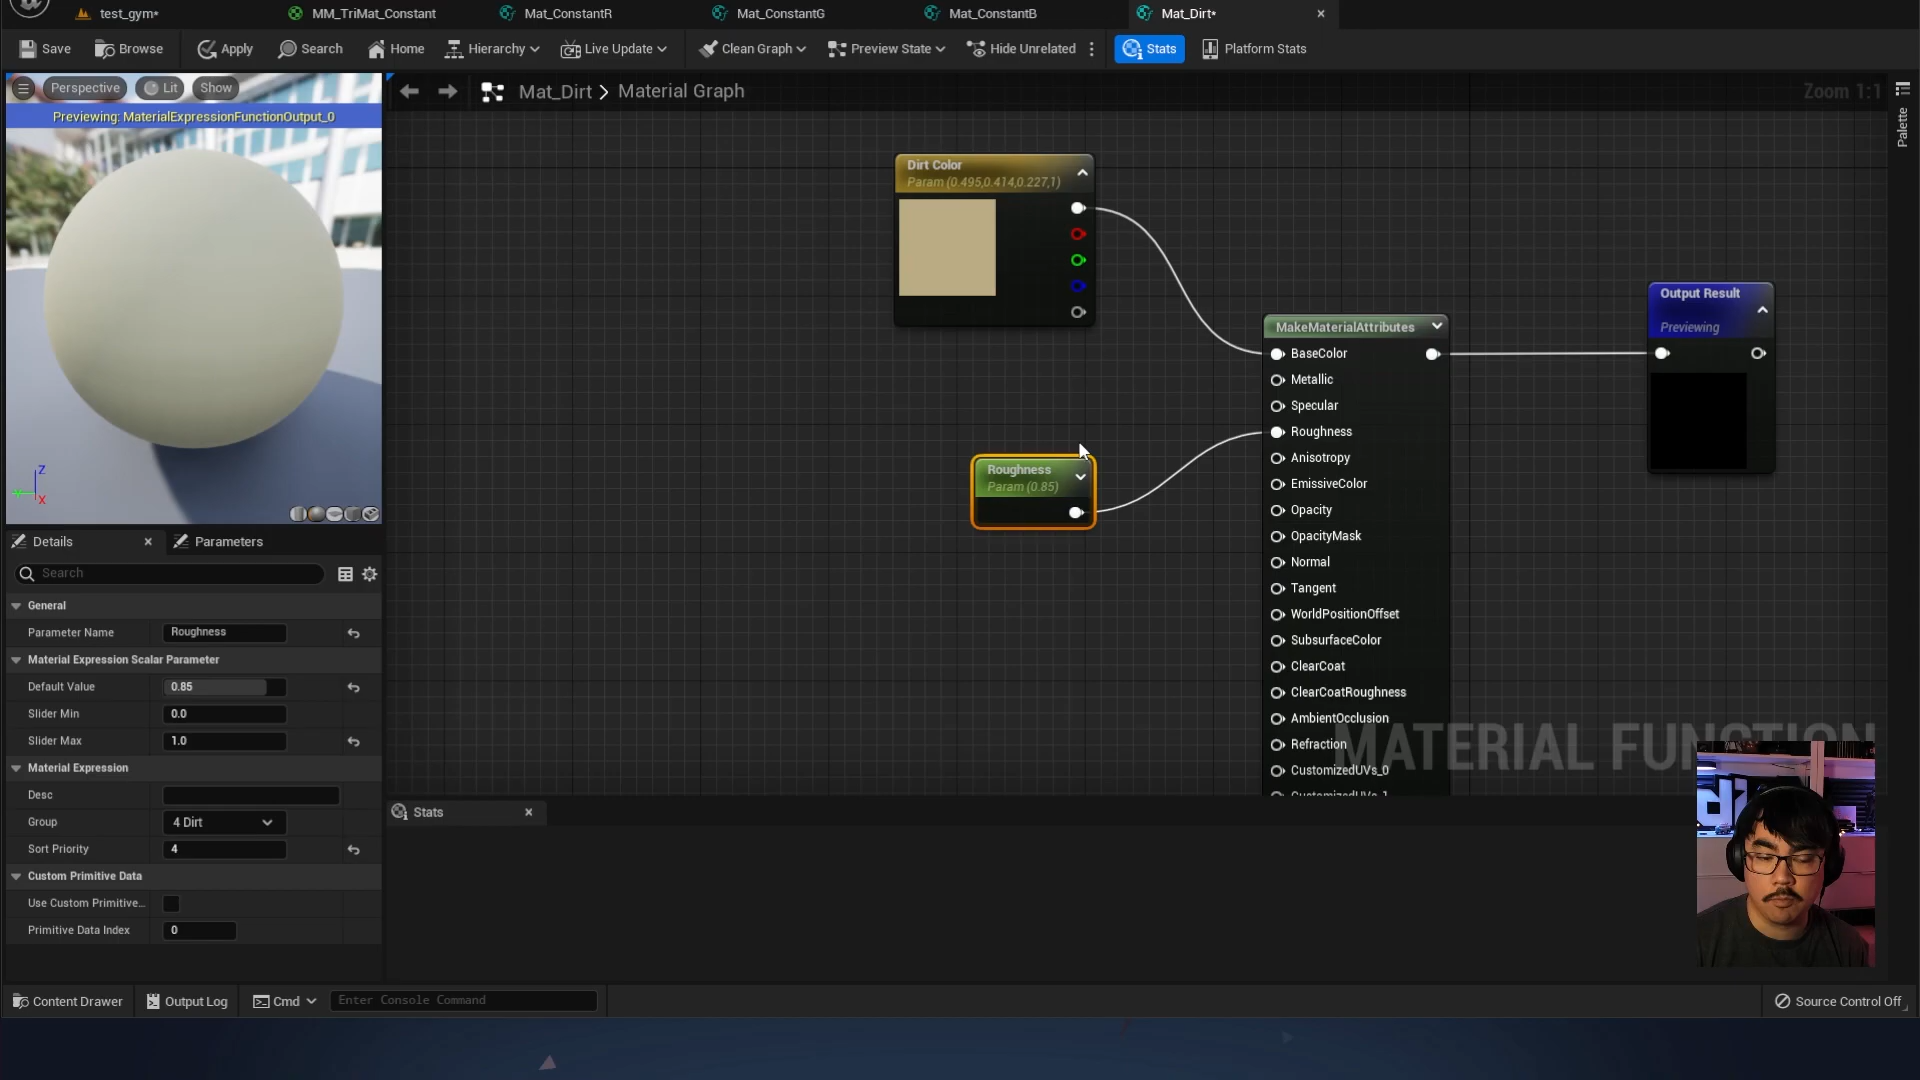 test_gym*
MM_TriMat_Constant
Mat_ConstantR
Mat_ConstantG
Mat_ConstantB
Mat_Dirt*
Save
Browse
Apply
Search
Home
Hierarchy
Live Update
Clean Graph
Preview State
Hide Unrelated
Stats
Platform Stats
Perspective
Lit
Show
Previewing: MaterialExpressionFunctionOutput_0
Mat_Dirt > Material Graph
Zoom 1:1
Palette
Dirt Color
Param (0.495,0.414,0.227,1)
Output Result
Previewing
MakeMaterialAttributes
BaseColor
Metallic
Specular
Roughness
Anisotropy
EmissiveColor
Opacity
OpacityMask
Normal
Tangent
WorldPositionOffset
SubsurfaceColor
ClearCoat
ClearCoatRoughness
AmbientOcclusion
Refraction
CustomizedUVs_0
CustomizedUVs_1
Roughness
Param (0.85)
MATERIAL FUNCTION
Z
X
Details
Parameters
Search
General
Parameter Name
Roughness
Material Expression Scalar Parameter
Default Value
0.85
Slider Min
0.0
Slider Max
1.0
Material Expression
Desc
Group
4 Dirt
Sort Priority
4
Custom Primitive Data
Use Custom Primitive...
Primitive Data Index
0
Stats
Content Drawer
Output Log
Cmd
Enter Console Command
Source Control Off